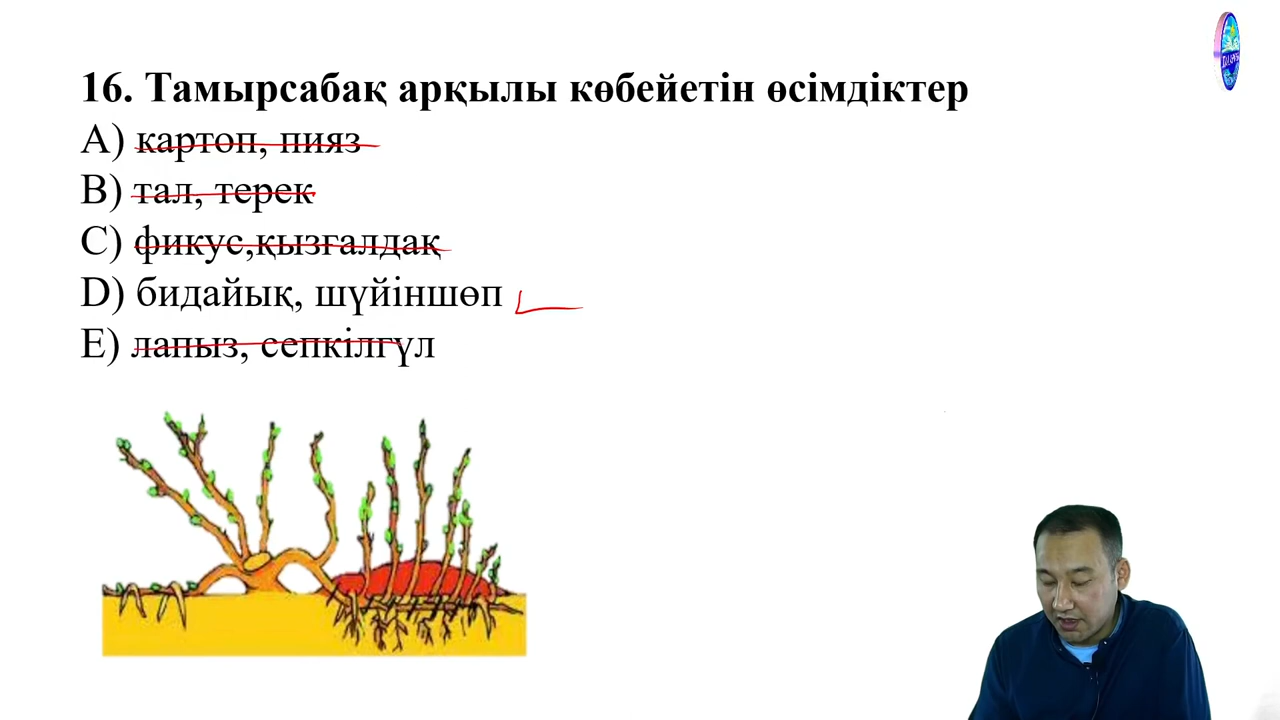 16. Тамырсабақ арқылы көбейетін өсімдіктер
A) картоп, пияз
B) тал, терек
C) фикус,қызғалдақ
D) бидайық, шүйіншөп
E) лапыз, сепкілгүл